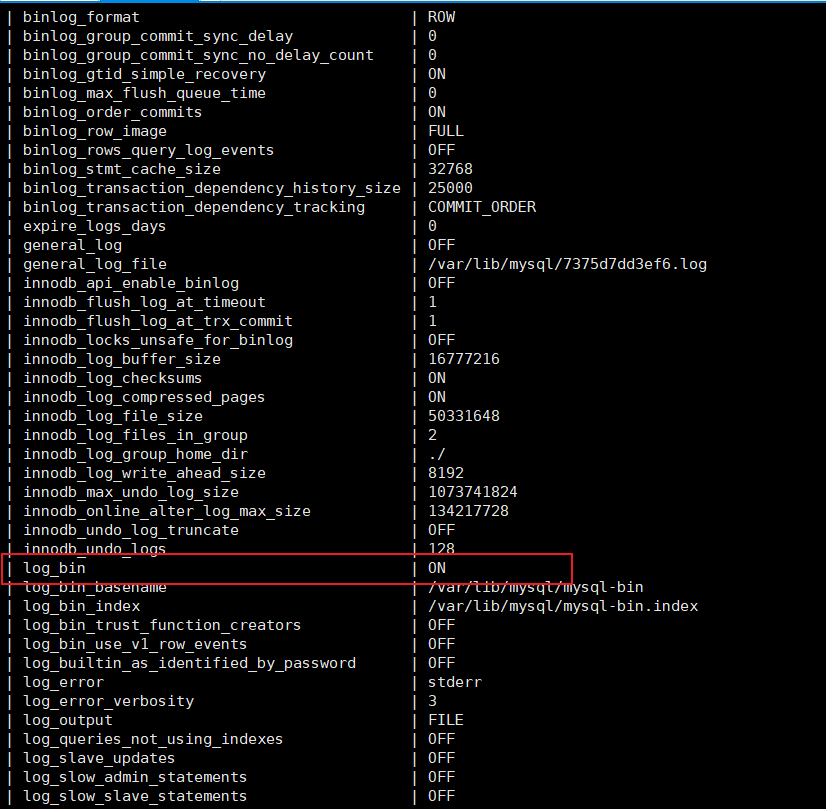 | binlog_format | ROW
| binlog_group_commit_sync_delay | 0
| binlog_group_commit_sync_no_delay_count | 0
| binlog_gtid_simple_recovery | ON
| binlog_max_flush_queue_time | 0
| binlog_order_commits | ON
| binlog_row_image | FULL
| binlog_rows_query_log_events | OFF
| binlog_stmt_cache_size | 32768
| binlog_transaction_dependency_history_size | 25000
| binlog_transaction_dependency_tracking | COMMIT_ORDER
| expire_logs_days | 0
| general_log | OFF
| general_log_file | /var/lib/mysql/7375d7dd3ef6.log
| innodb_api_enable_binlog | OFF
| innodb_flush_log_at_timeout | 1
| innodb_flush_log_at_trx_commit | 1
| innodb_locks_unsafe_for_binlog | OFF
| innodb_log_buffer_size | 16777216
| innodb_log_checksums | ON
| innodb_log_compressed_pages | ON
| innodb_log_file_size | 50331648
| innodb_log_files_in_group | 2
| innodb_log_group_home_dir | ./
| innodb_log_write_ahead_size | 8192
| innodb_max_undo_log_size | 1073741824
| innodb_online_alter_log_max_size | 134217728
| innodb_undo_log_truncate | OFF
| innodb_undo_logs | 128
| log_bin | ON
| log_bin_basename | /var/lib/mysql/mysql-bin
| log_bin_index | /var/lib/mysql/mysql-bin.index
| log_bin_trust_function_creators | OFF
| log_bin_use_v1_row_events | OFF
| log_builtin_as_identified_by_password | OFF
| log_error | stderr
| log_error_verbosity | 3
| log_output | FILE
| log_queries_not_using_indexes | OFF
| log_slave_updates | OFF
| log_slow_admin_statements | OFF
| log_slow_slave_statements | OFF